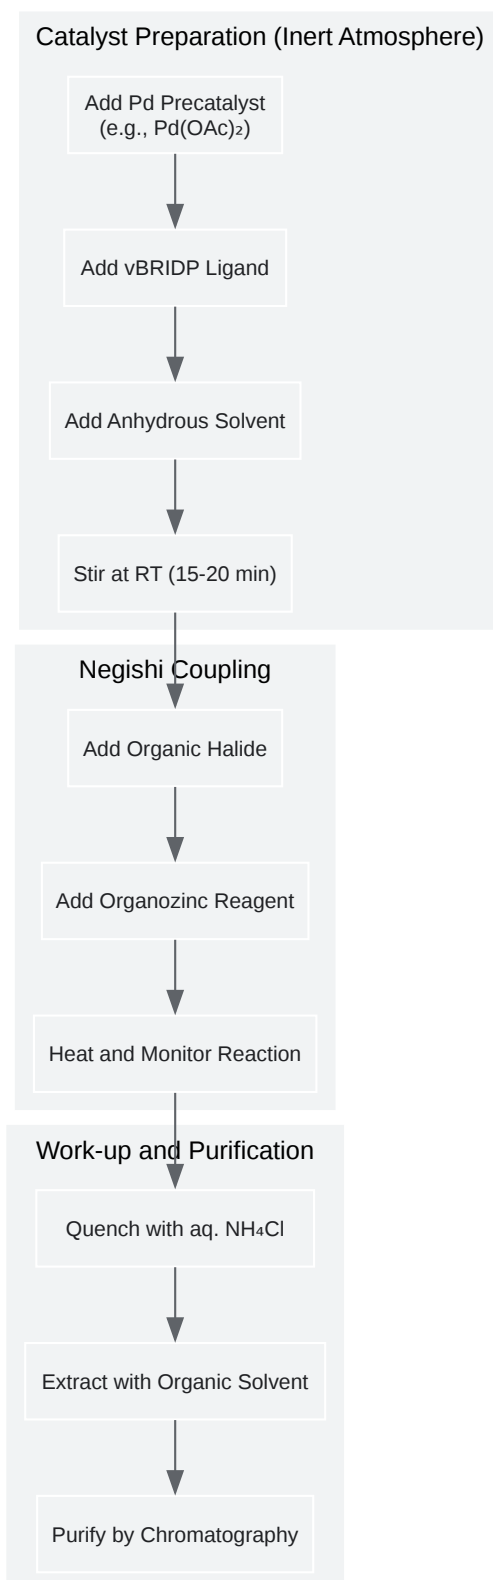 Catalyst Preparation (Inert Atmosphere)
Add Pd Precatalyst
(e.g., Pd(OAc)₂)
Add vBRIDP Ligand
Add Anhydrous Solvent
Stir at RT (15-20 min)
Negishi Coupling
Add Organic Halide
Add Organozinc Reagent
Heat and Monitor Reaction
Work-up and Purification
Quench with aq. NH₄Cl
Extract with Organic Solvent
Purify by Chromatography